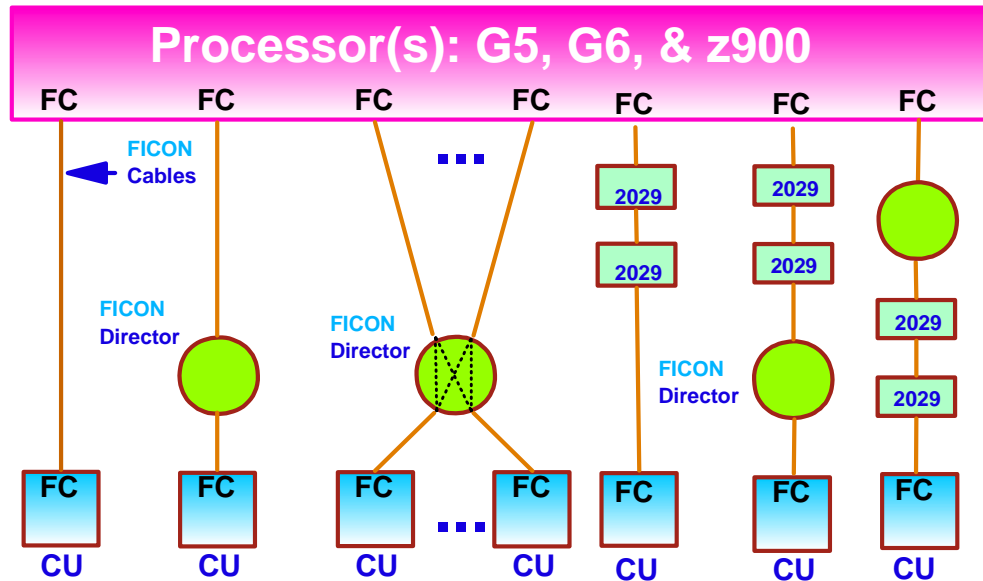 Processor(s): G5, G6, & z900
FC FC FC FC FC FC FC
FICON
Cables
...
2029 2029
2029 2029
FICON
Director
FICON
Director
2029
FICON
Director
2029
FC FC FC FC FC FC FC
...
CU CU CU CU CU CU CU